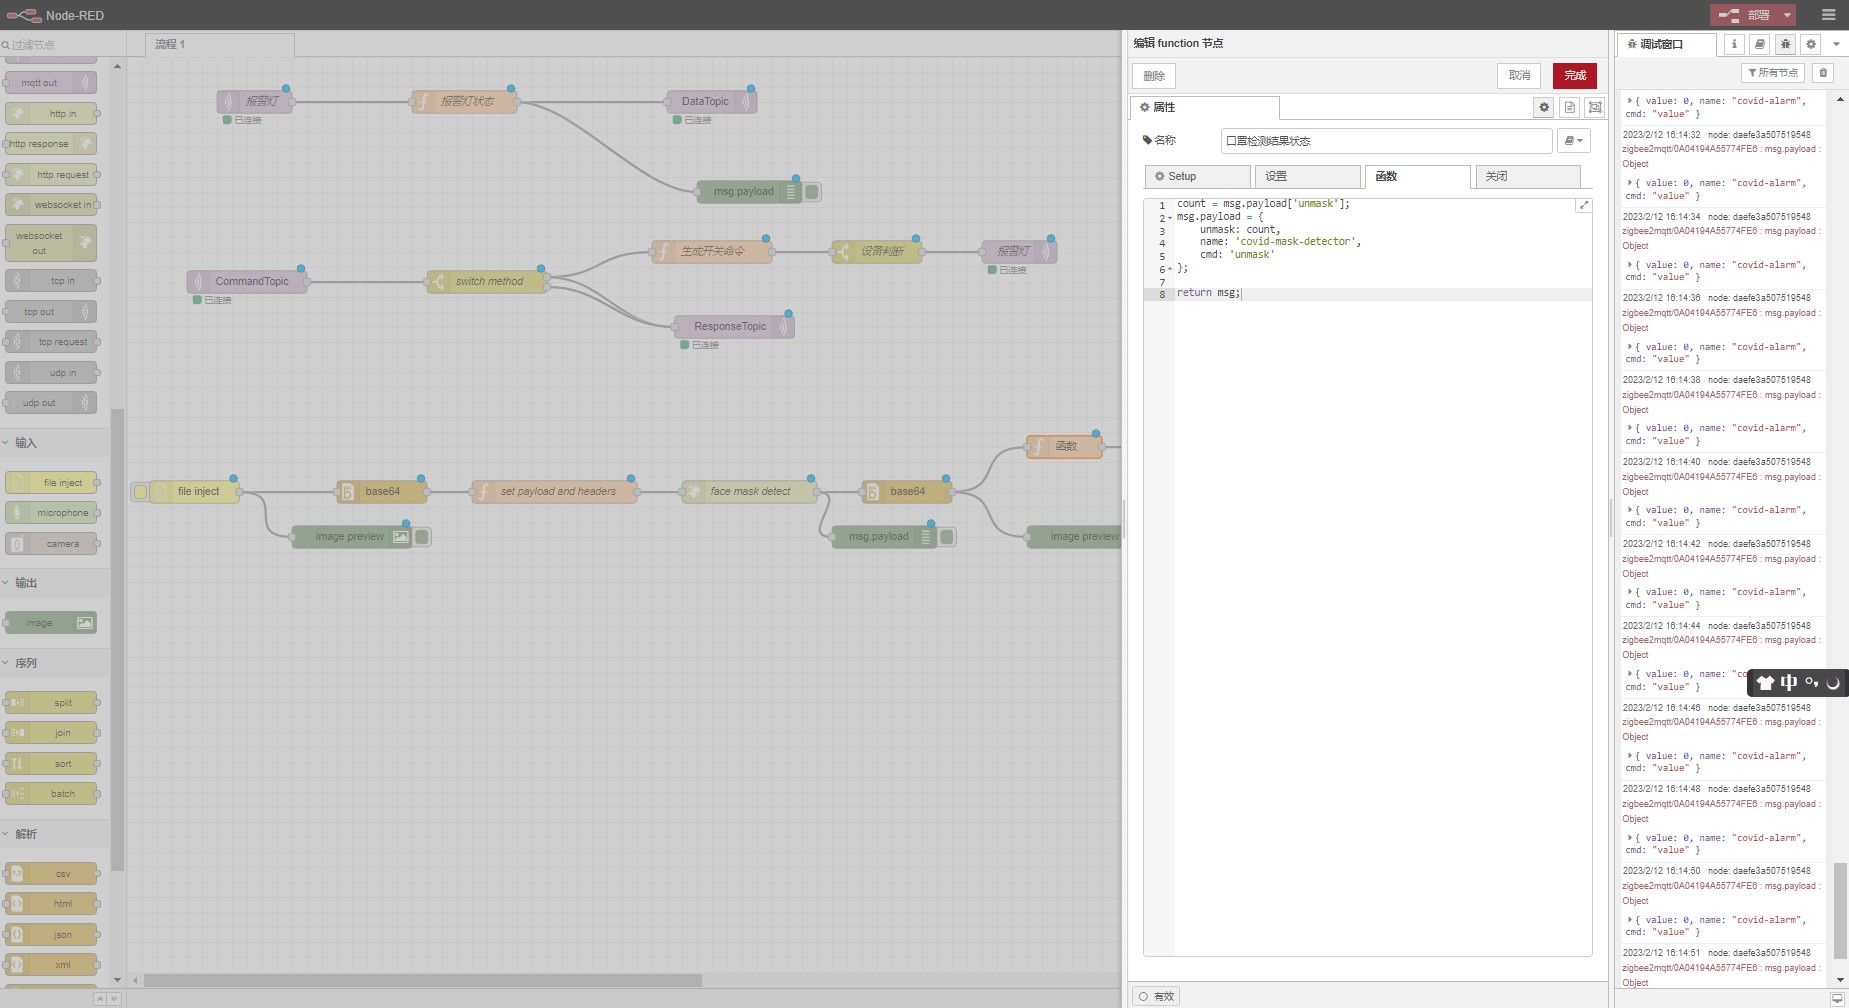 Node-RED
部署
过滤节点
流程 1
mqtt out
http in
http response
http request
websocket in
websocket
out
tcp in
tcp out
tcp request
udp in
udp out
输入
file inject
microphone
camera
输出
image
序列
split
join
sort
batch
解析
csv
html
json
xml
报警灯
已连接
报警灯状态
DataTopic
已连接
msg.payload
生成开关命令
设备判断
报警灯
已连接
CommandTopic
已连接
switch method
ResponseTopic
已连接
函数
file inject
base64
set payload and headers
face mask detect
base64
image preview
msg.payload
image preview
编辑 function 节点
删除
取消
完成
属性
名称
口置检测结果状态
Setup
设置
函数
关闭
1 count = msg.payload['unmask'];
2 msg.payload = {
3 unmask: count,
4 name: 'covid-mask-detector',
5 cmd: 'unmask'
6 };
7
8 return msg;
有效
调试窗口
所有节点
{ value: 0, name: "covid-alarm",
cmd: "value" }
2023/2/12 16:14:32 node: daefe3a507519548
zigbee2mqtt/0A04194A55774FE6 : msg.payload :
Object
{ value: 0, name: "covid-alarm",
cmd: "value" }
2023/2/12 16:14:34 node: daefe3a507519548
zigbee2mqtt/0A04194A55774FE6 : msg.payload :
Object
{ value: 0, name: "covid-alarm",
cmd: "value" }
2023/2/12 16:14:36 node: daefe3a507519548
zigbee2mqtt/0A04194A55774FE6 : msg.payload :
Object
{ value: 0, name: "covid-alarm",
cmd: "value" }
2023/2/12 16:14:38 node: daefe3a507519548
zigbee2mqtt/0A04194A55774FE6 : msg.payload :
Object
{ value: 0, name: "covid-alarm",
cmd: "value" }
2023/2/12 16:14:40 node: daefe3a507519548
zigbee2mqtt/0A04194A55774FE6 : msg.payload :
Object
{ value: 0, name: "covid-alarm",
cmd: "value" }
2023/2/12 16:14:42 node: daefe3a507519548
zigbee2mqtt/0A04194A55774FE6 : msg.payload :
Object
{ value: 0, name: "covid-alarm",
cmd: "value" }
2023/2/12 16:14:44 node: daefe3a507519548
zigbee2mqtt/0A04194A55774FE6 : msg.payload :
Object
{ value: 0, name: "co
cmd: "value" }
中
2023/2/12 16:14:46 node: daefe3a507519548
zigbee2mqtt/0A04194A55774FE6 : msg.payload :
Object
{ value: 0, name: "covid-alarm",
cmd: "value" }
2023/2/12 16:14:48 node: daefe3a507519548
zigbee2mqtt/0A04194A55774FE6 : msg.payload :
Object
{ value: 0, name: "covid-alarm",
cmd: "value" }
2023/2/12 16:14:50 node: daefe3a507519548
zigbee2mqtt/0A04194A55774FE6 : msg.payload :
Object
{ value: 0, name: "covid-alarm",
cmd: "value" }
2023/2/12 16:14:51 node: daefe3a507519548
zigbee2mqtt/0A04194A55774FE6 : msg.payload :
Object